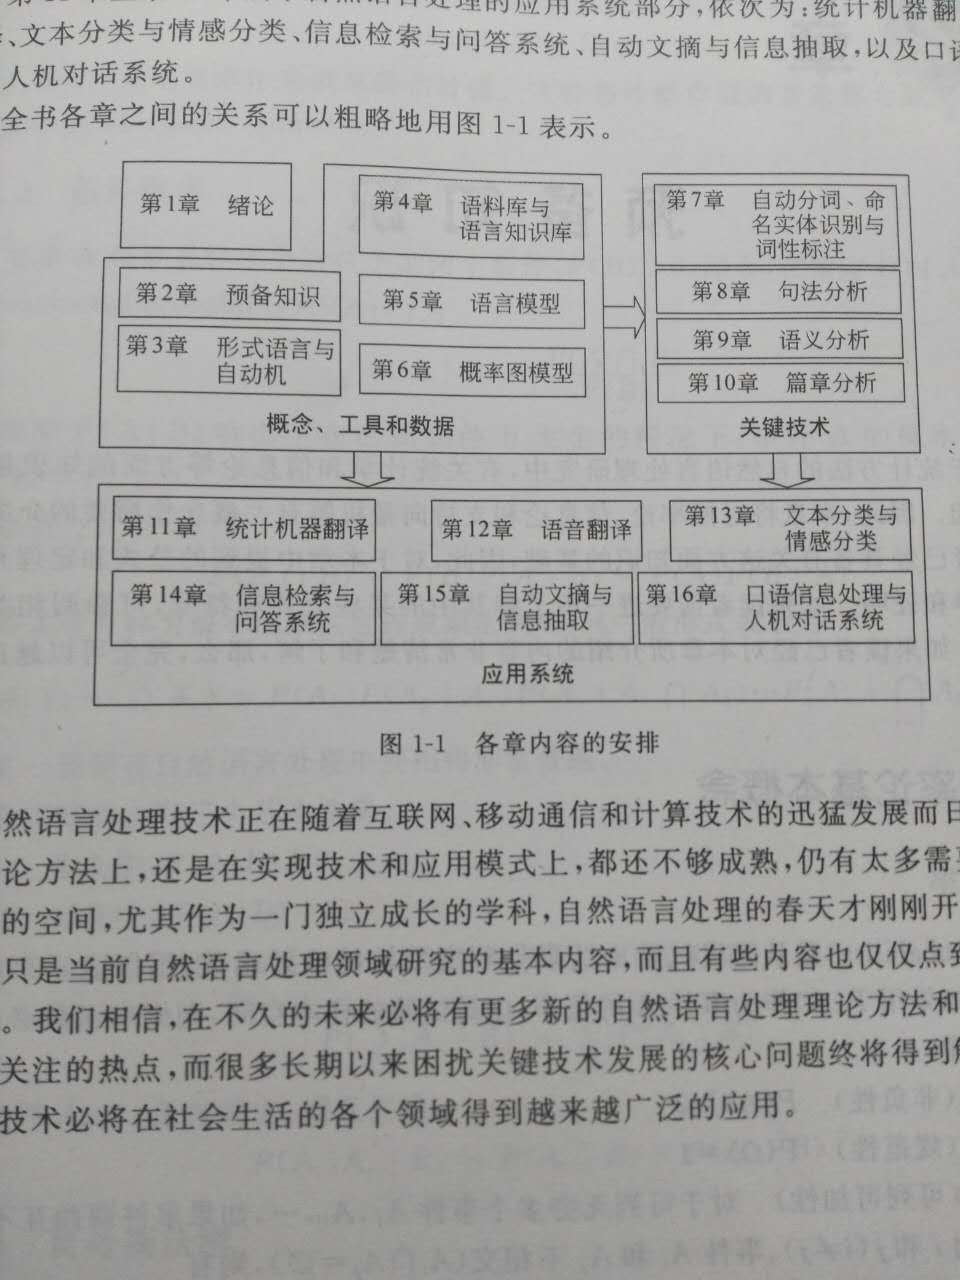 然语言处理的应用系统部分,依次为:统计机器翻
、文本分类与情感分类、信息检索与问答系统、自动文摘与信息抽取,以及口语
人机对话系统。
全书各章之间的关系可以粗略地用图 1-1 表示。
第1章 绪论
第2章 预备知识
第3章 形式语言与
自动机
第4章 语料库与
语言知识库
第5章 语言模型
第6章 概率图模型
概念、工具和数据
第7章 自动分词、命
名实体识别与
词性标注
第8章 句法分析
第9章 语义分析
第10章 篇章分析
关键技术
第11章 统计机器翻译
第12章 语音翻译
第13章 文本分类与
情感分类
第14章 信息检索与
问答系统
第15章 自动文摘与
信息抽取
第16章 口语信息处理与
人机对话系统
应用系统
图 1-1 各章内容的安排
然语言处理技术正在随着互联网、移动通信和计算技术的迅猛发展而日
论方法上,还是在实现技术和应用模式上,都还不够成熟,仍有太多需要
的空间,尤其作为一门独立成长的学科,自然语言处理的春天才刚刚开
只是当前自然语言处理领域研究的基本内容,而且有些内容也仅仅点到
。我们相信,在不久的未来必将有更多新的自然语言处理理论方法和
关注的热点,而很多长期以来困扰关键技术发展的核心问题终将得到解
技术必将在社会生活的各个领域得到越来越广泛的应用。